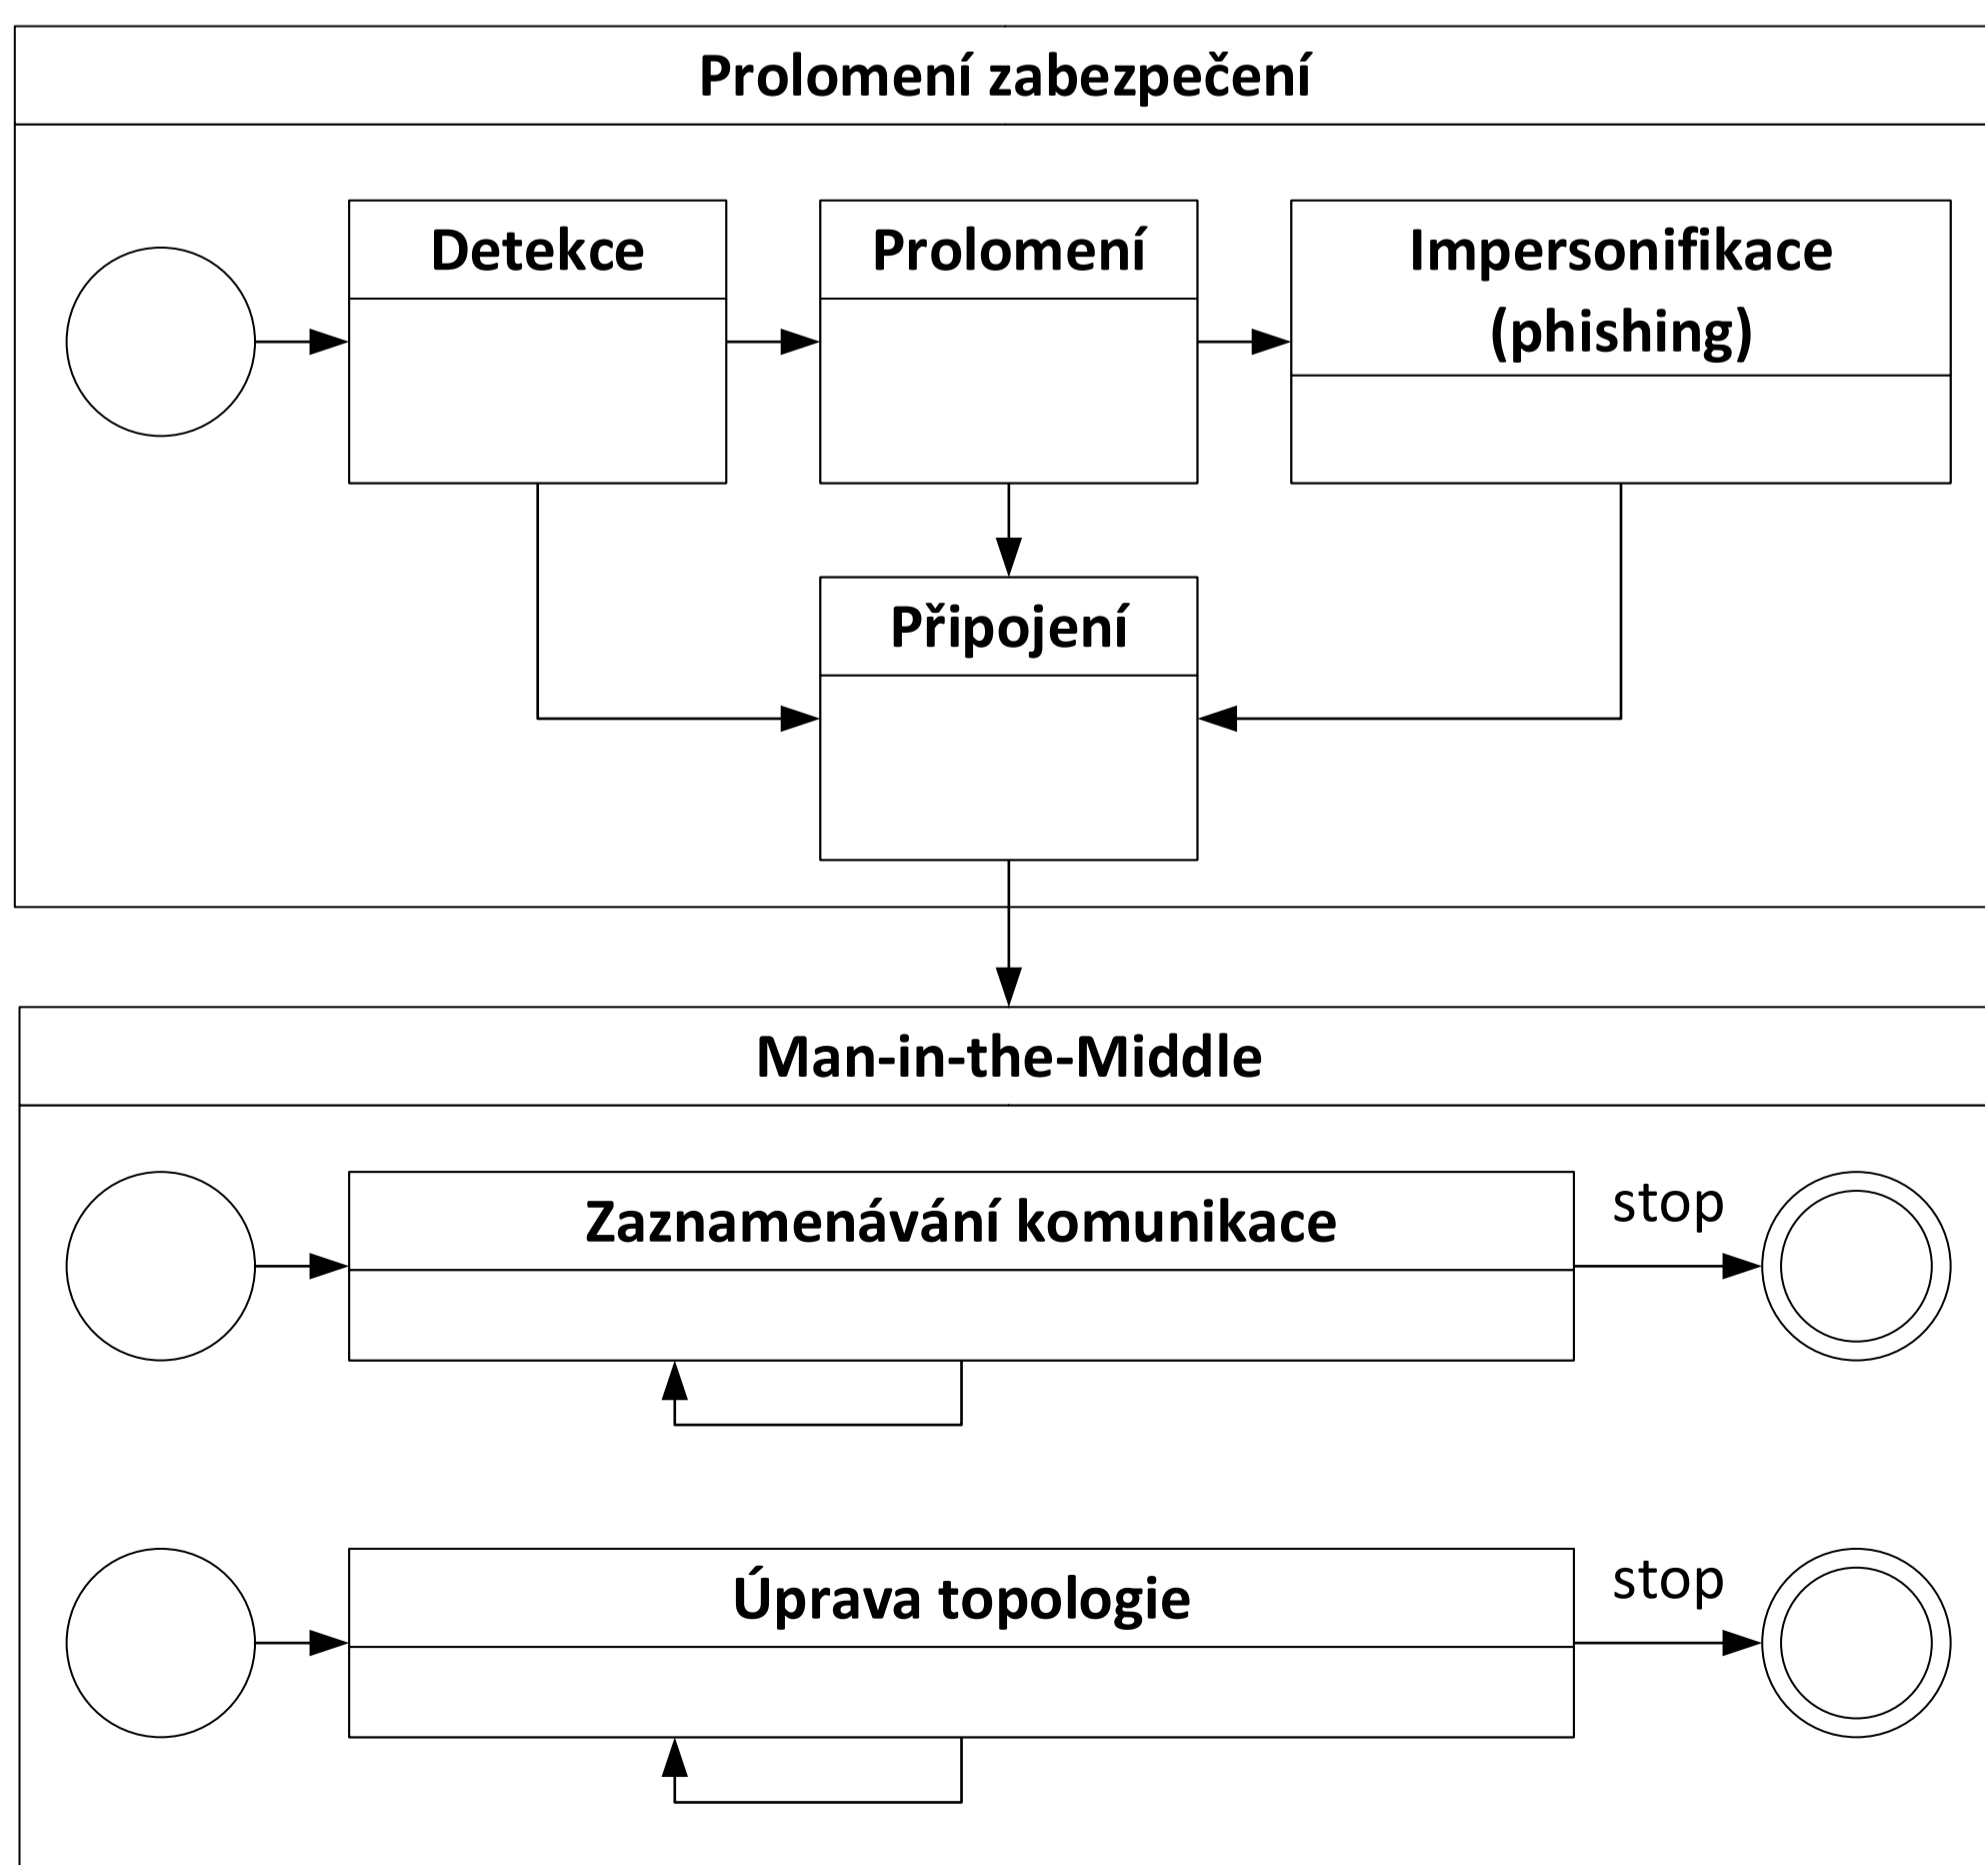 Prolomení zabezpečení
Detekce
Prolomení
Impersonifikace
(phishing)
Připojení
Man-in-the-Middle
Zaznamenávání komunikace
stop
Úprava topologie
stop